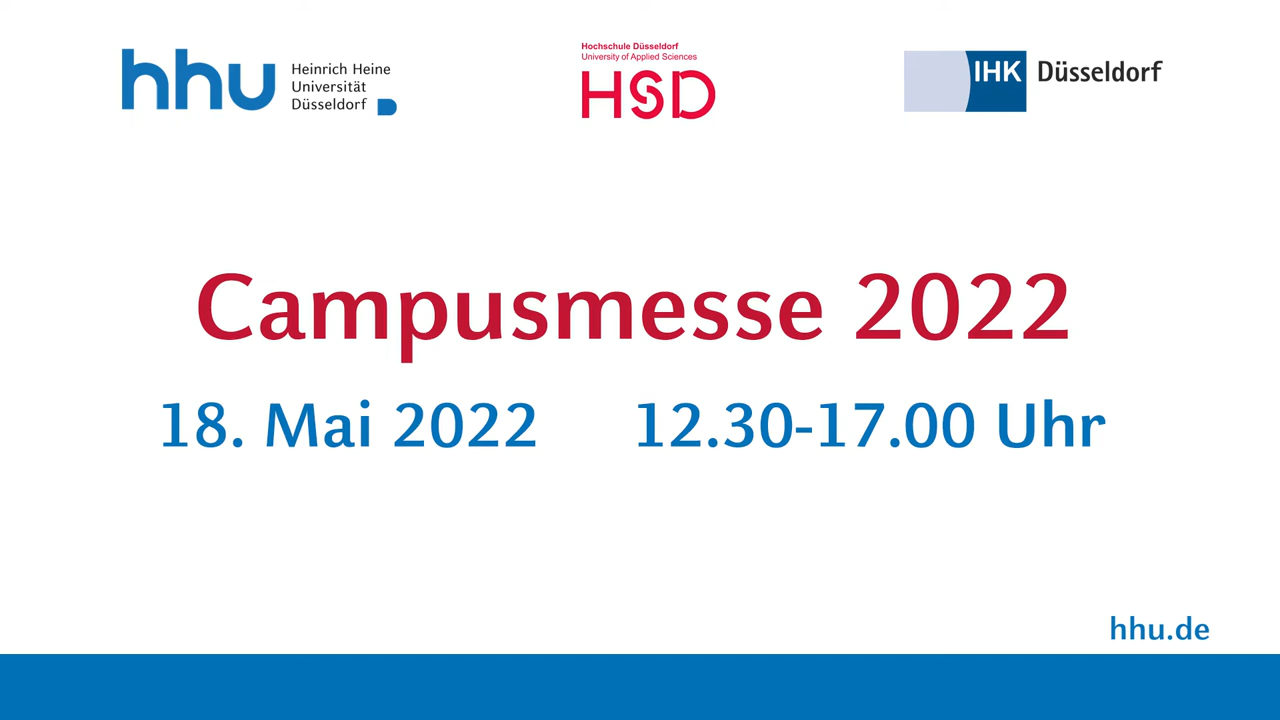 hhu Heinrich Heine
Universität
Düsseldorf
Hochschule Düsseldorf
University of Applied Sciences
HSD
IHK Düsseldorf
Campusmesse 2022
18. Mai 2022 12.30-17.00 Uhr
hhu.de